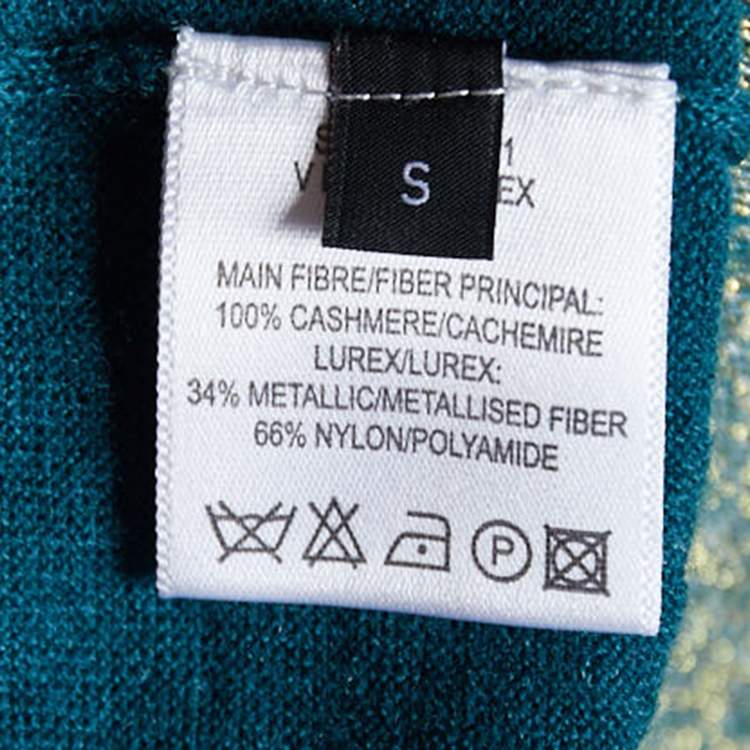 S
MAIN FIBRE/FIBER PRINCIPAL:
100% CASHMERE/CACHEMIRE
LUREX/LUREX:
34% METALLIC/METALLISED FIBER
66% NYLON/POLYAMIDE
P